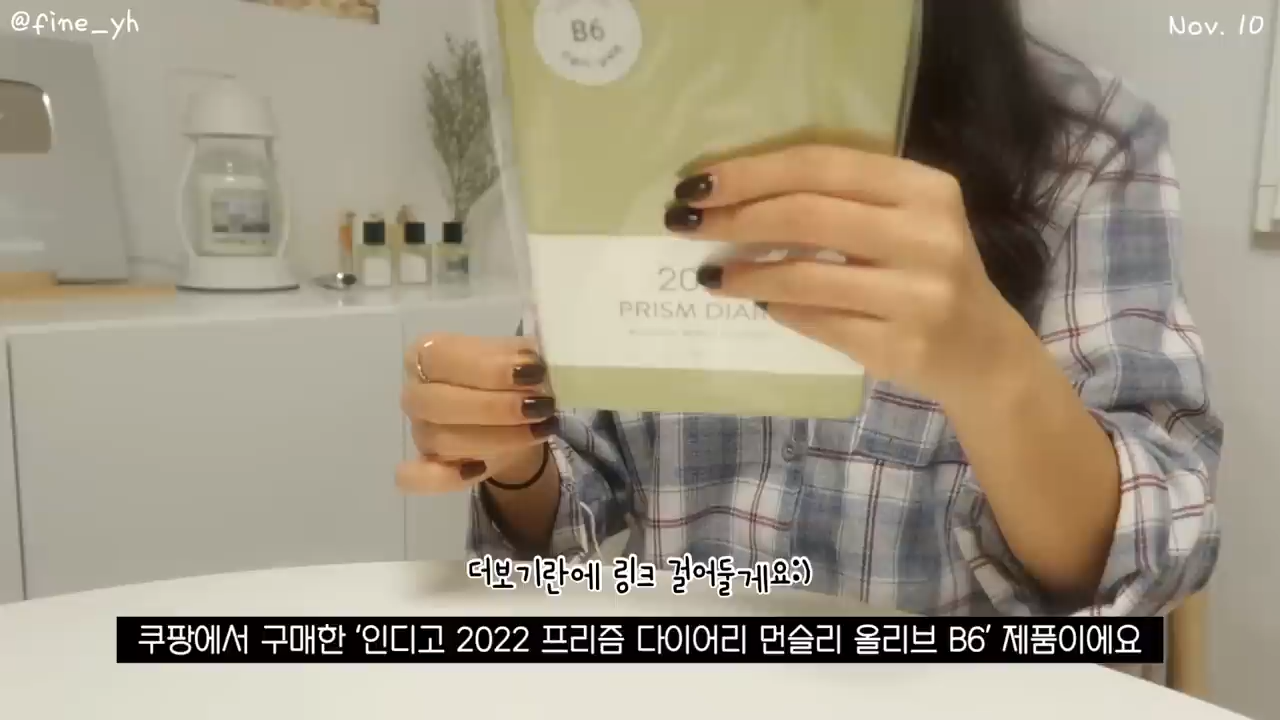 @fine_yh
Nov. 10
B6
20
PRISM DIAR
더보기란에 링크 걸어둘게요:)
쿠팡에서 구매한 ‘인디고 2022 프리즘 다이어리 먼슬리 올리브 B6’ 제품이에요